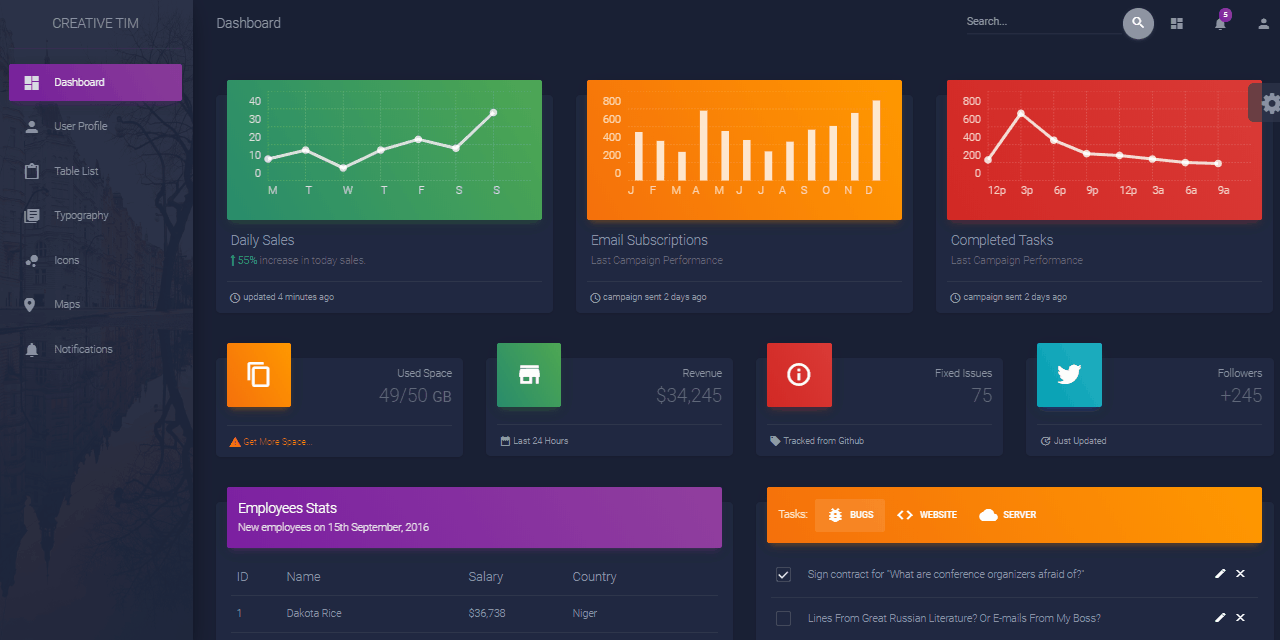 CREATIVE TIM
Dashboard
User Profile
Table List
Typography
Icons
Maps
Notifications
Dashboard
Search...
5
40
30
20
10
0
M T W T F S S
Daily Sales
55% increase in today sales.
updated 4 minutes ago
800
600
400
200
0
J F M A M J J A S O N D
Email Subscriptions
Last Campaign Performance
campaign sent 2 days ago
800
600
400
200
0
12p 3p 6p 9p 12p 3a 6a 9a
Completed Tasks
Last Campaign Performance
campaign sent 2 days ago
Used Space
49/50 GB
Get More Space...
Revenue
$34,245
Last 24 Hours
Fixed Issues
75
Tracked from Github
Followers
+245
Just Updated
Employees Stats
New employees on 15th September, 2016
ID Name Salary Country
1 Dakota Rice $36,738 Niger
Tasks: BUGS WEBSITE SERVER
Sign contract for "What are conference organizers afraid of?"
Lines From Great Russian Literature? Or E-mails From My Boss?